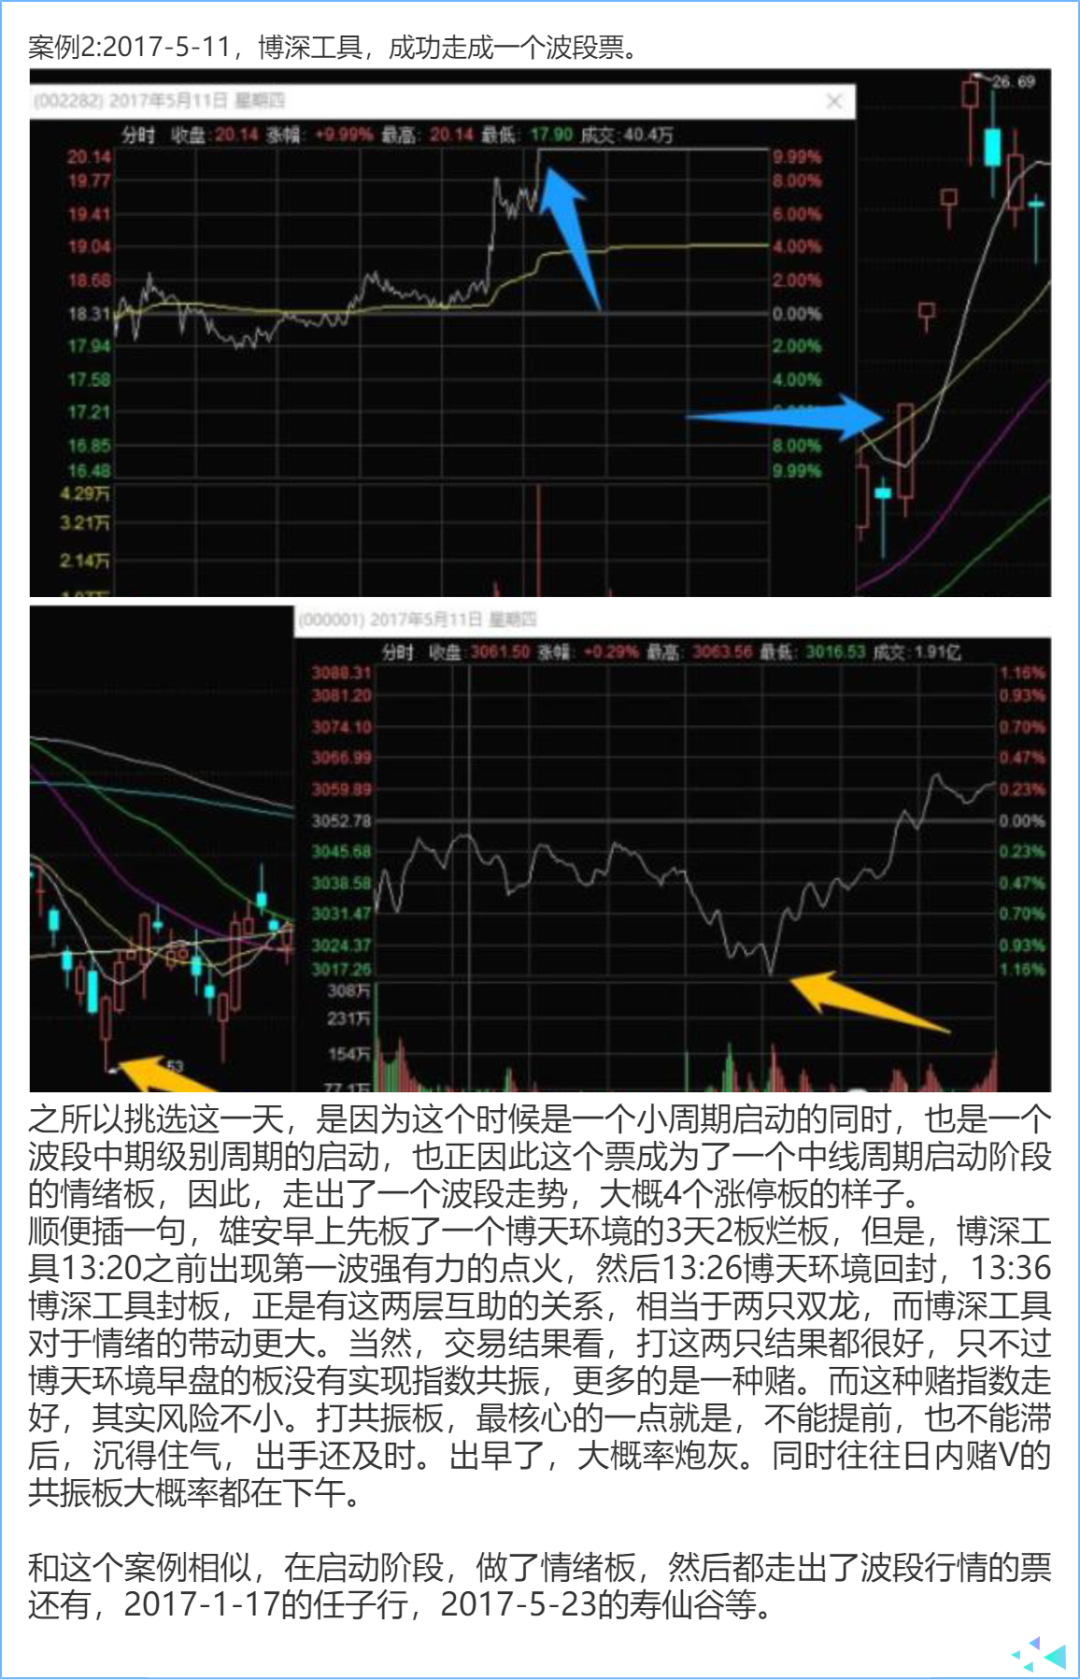 案例2:2017-5-11，博深工具，成功走成一个波段票。
(002282) 2017年5月11日 星期四
26.69
分时 收盘:20.14 涨幅: +9.99% 最高: 20.14 最低: 17.90 成交:40.4万
20.14 9.99%
19.77 8.00%
19.41 6.00%
19.04 4.00%
18.68 2.00%
18.31 0.00%
17.94 2.00%
17.58 4.00%
17.21
16.85 8.00%
16.48 9.99%
4.29万
3.21万
2.14万
(000001) 2017年5月11日 星期四
分时 收盘:3061.50 涨幅: +0.29% 最高: 3063.56 最低: 3016.53 成交:1.91亿
3088.31 1.16%
3081.20 0.93%
3074.10 0.70%
3066.99 0.47%
3059.89 0.23%
3052.78 0.00%
3045.68 0.23%
3038.58 0.47%
3031.47 0.70%
3024.37 0.93%
3017.26 1.16%
308万
231万
154万
77.1万
53
之所以挑选这一天，是因为这个时候是一个小周期启动的同时，也是一个
波段中期级别周期的启动，也正因此这个票成为了一个中线周期启动阶段
的情绪板，因此，走出了一个波段走势，大概4个涨停板的样子。
顺便插一句，雄安早上先板了一个博天环境的3天2板烂板，但是，博深工
具13:20之前出现第一波强有力的点火，然后13:26博天环境回封，13:36
博深工具封板，正是有这两层互助的关系，相当于两只双龙，而博深工具
对于情绪的带动更大。当然，交易结果看，打这两只结果都很好，只不过
博天环境早盘的板没有实现指数共振，更多的是一种赌。而这种赌指数走
好，其实风险不小。打共振板，最核心的一点就是，不能提前，也不能滞
后，沉得住气，出手还及时。出早了，大概率炮灰。同时往往日内赌V的
共振板大概率都在下午。
和这个案例相似，在启动阶段，做了情绪板，然后都走出了波段行情的票
还有，2017-1-17的任子行，2017-5-23的寿仙谷等。